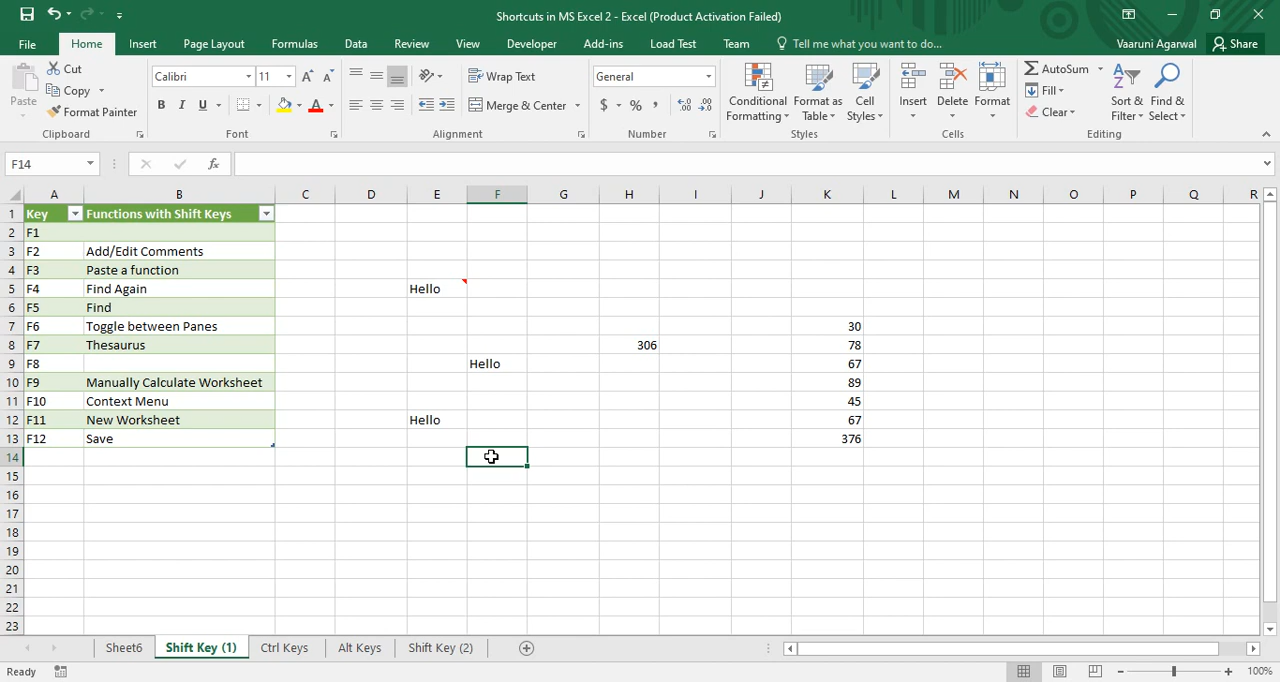 Shortcuts in MS Excel 2 - Excel (Product Activation Failed)
File Home Insert Page Layout Formulas Data Review View Developer Add-ins Load Test Team Tell me what you want to do... Vaaruni Agarwal Share
Paste Cut Copy Format Painter Clipboard
Calibri 11 B I U A A A Font
Wrap Text Merge & Center Alignment
General $ % , Number
Conditional Formatting Format as Table Cell Styles Styles
Insert Delete Format Cells
AutoSum Fill Clear Sort & Filter Find & Select Editing
F14 fx
A B C D E F G H I J K L M N O P Q R
1 Key Functions with Shift Keys
2 F1
3 F2 Add/Edit Comments
4 F3 Paste a function
5 F4 Find Again Hello
6 F5 Find
7 F6 Toggle between Panes 30
8 F7 Thesaurus 306 78
9 F8 Hello 67
10 F9 Manually Calculate Worksheet 89
11 F10 Context Menu 45
12 F11 New Worksheet Hello 67
13 F12 Save 376
14
15
16
17
18
19
20
21
22
23
Sheet6 Shift Key (1) Ctrl Keys Alt Keys Shift Key (2)
Ready 100%